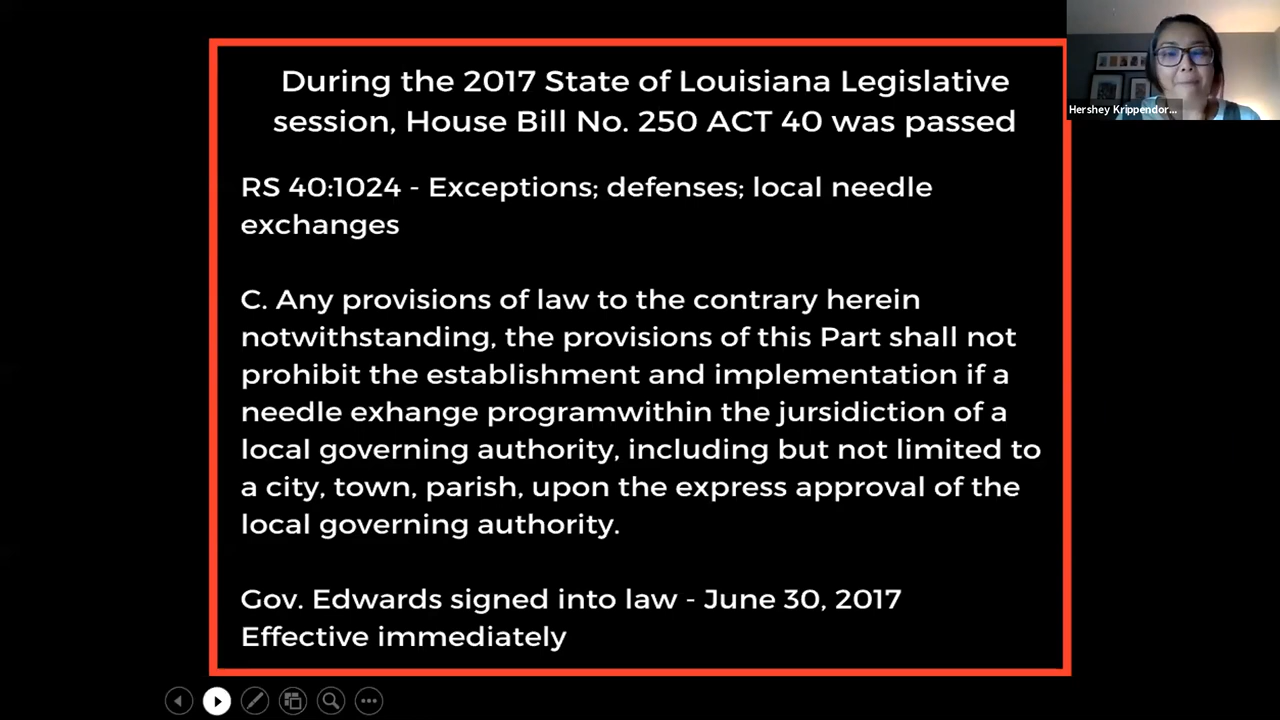 During the 2017 State of Louisiana Legislative
session, House Bill No. 250 ACT 40 was passed
RS 40:1024 - Exceptions; defenses; local needle
exchanges
C. Any provisions of law to the contrary herein
notwithstanding, the provisions of this Part shall not
prohibit the establishment and implementation if a
needle exhange programwithin the jursidiction of a
local governing authority, including but not limited to
a city, town, parish, upon the express approval of the
local governing authority.
Gov. Edwards signed into law - June 30, 2017
Effective immediately
Hershey Krippendor...